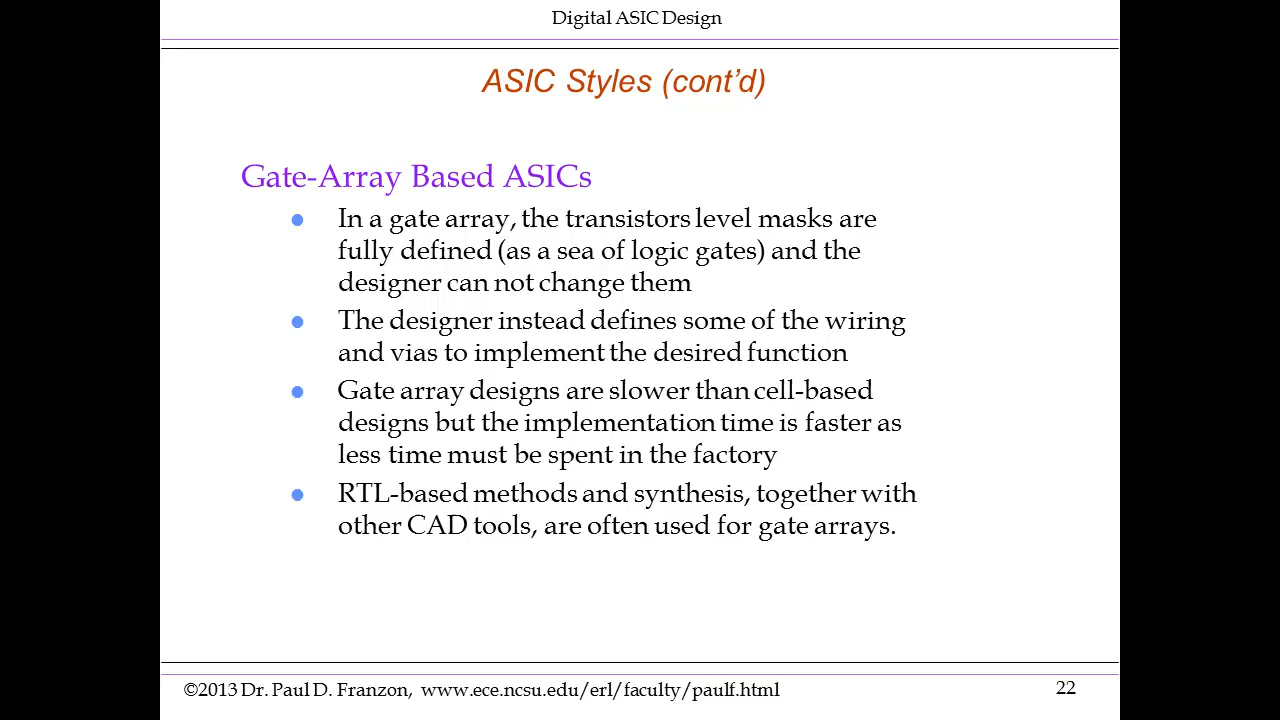 Digital ASIC Design
ASIC Styles (cont’d)
Gate-Array Based ASICs
● In a gate array, the transistors level masks are
fully defined (as a sea of logic gates) and the
designer can not change them
● The designer instead defines some of the wiring
and vias to implement the desired function
● Gate array designs are slower than cell-based
designs but the implementation time is faster as
less time must be spent in the factory
● RTL-based methods and synthesis, together with
other CAD tools, are often used for gate arrays.
©2013 Dr. Paul D. Franzon, www.ece.ncsu.edu/erl/faculty/paulf.html
22